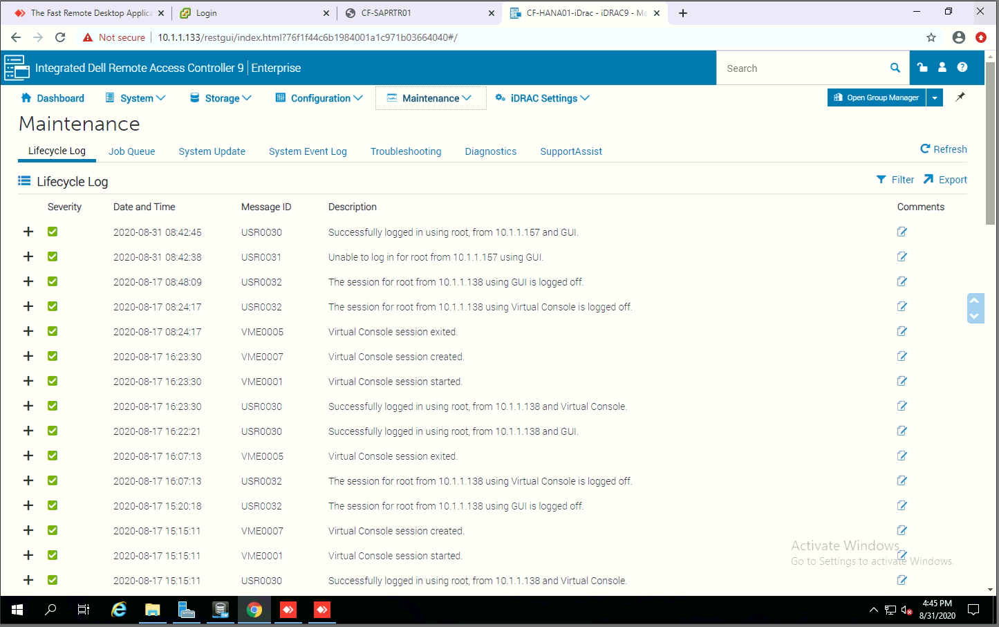 The Fast Remote Desktop Applica
Login
CF-SAPRTR01
CF-HANA01-iDrac - iDRAC9 - Ma
Not secure 10.1.1.133/restgui/index.html?76f1f44c6b1984001a1c971b03664040#/
Integrated Dell Remote Access Controller 9 | Enterprise
Search
Dashboard System Storage Configuration Maintenance iDRAC Settings
Open Group Manager
Maintenance
Lifecycle Log Job Queue System Update System Event Log Troubleshooting Diagnostics SupportAssist
Refresh
Lifecycle Log
Filter Export
Severity Date and Time Message ID Description Comments
2020-08-31 08:42:45 USR0030 Successfully logged in using root, from 10.1.1.157 and GUI.
2020-08-31 08:42:38 USR0031 Unable to log in for root from 10.1.1.157 using GUI.
2020-08-17 08:48:09 USR0032 The session for root from 10.1.1.138 using GUI is logged off.
2020-08-17 08:24:17 USR0032 The session for root from 10.1.1.138 using Virtual Console is logged off.
2020-08-17 08:24:17 VME0005 Virtual Console session exited.
2020-08-17 16:23:30 VME0007 Virtual Console session created.
2020-08-17 16:23:30 VME0001 Virtual Console session started.
2020-08-17 16:23:30 USR0030 Successfully logged in using root, from 10.1.1.138 and Virtual Console.
2020-08-17 16:22:21 USR0030 Successfully logged in using root, from 10.1.1.138 and GUI.
2020-08-17 16:07:13 VME0005 Virtual Console session exited.
2020-08-17 16:07:13 USR0032 The session for root from 10.1.1.138 using Virtual Console is logged off.
2020-08-17 15:20:18 USR0032 The session for root from 10.1.1.138 using GUI is logged off.
2020-08-17 15:15:11 VME0007 Virtual Console session created.
2020-08-17 15:15:11 VME0001 Virtual Console session started.
2020-08-17 15:15:11 USR0030 Successfully logged in using root, from 10.1.1.138 and Virtual Console.
Activate Windows
Go to Settings to activate Windows.
4:45 PM
8/31/2020